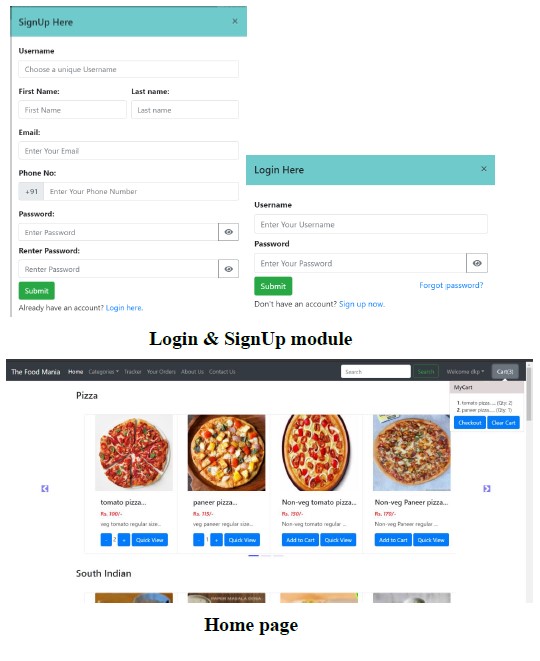 SignUp Here ×
Username
Choose a unique Username
First Name: Last name:
First Name Last name
Email:
Enter Your Email
Phone No:
+91 Enter Your Phone Number
Password:
Enter Password
Renter Password:
Renter Password
Submit
Already have an account? Login here.
Login Here ×
Username
Enter Your Username
Password
Enter Your Password
Submit Forgot password?
Don't have an account? Sign up now.
Login & SignUp module
The Food Mania Home Categories Tracker Your Orders About Us Contact Us Search Search Welcome dkp Cart(3)
MyCart
1. tomato pizza.... (Qty: 2)
2. paneer pizza.... (Qty: 1)
Checkout Clear Cart
Pizza
tomato pizza... paneer pizza... Non-veg tomato pizza... Non-veg Paneer pizza...
Rs. 100/- Rs. 115/- Rs. 150/- Rs. 170/-
veg tomato regular size... veg paneer regular size... Non-veg tomato regular ... Non-veg Paneer regular ...
- 2 + Quick View - 1 + Quick View Add to Cart Quick View Add to Cart Quick View
South Indian
Home page